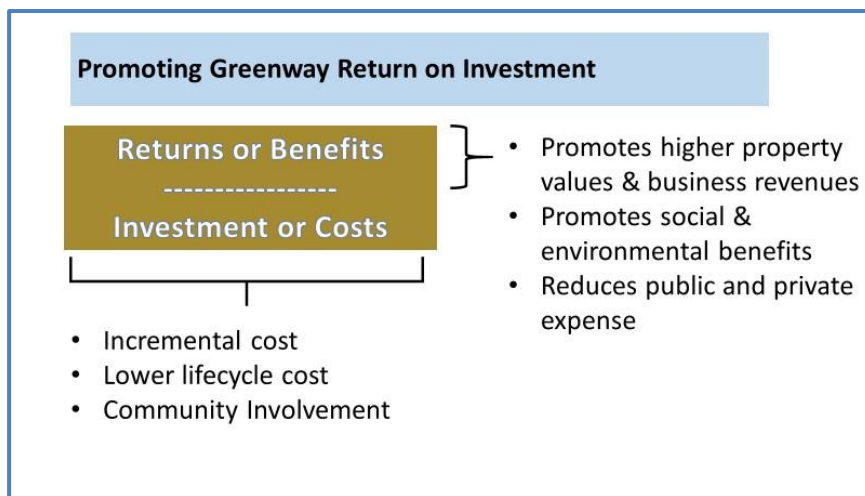 Promoting Greenway Return on Investment
Returns or Benefits
-----------------
Investment or Costs
• Promotes higher property
values & business revenues
• Promotes social &
environmental benefits
• Reduces public and private
expense
• Incremental cost
• Lower lifecycle cost
• Community Involvement